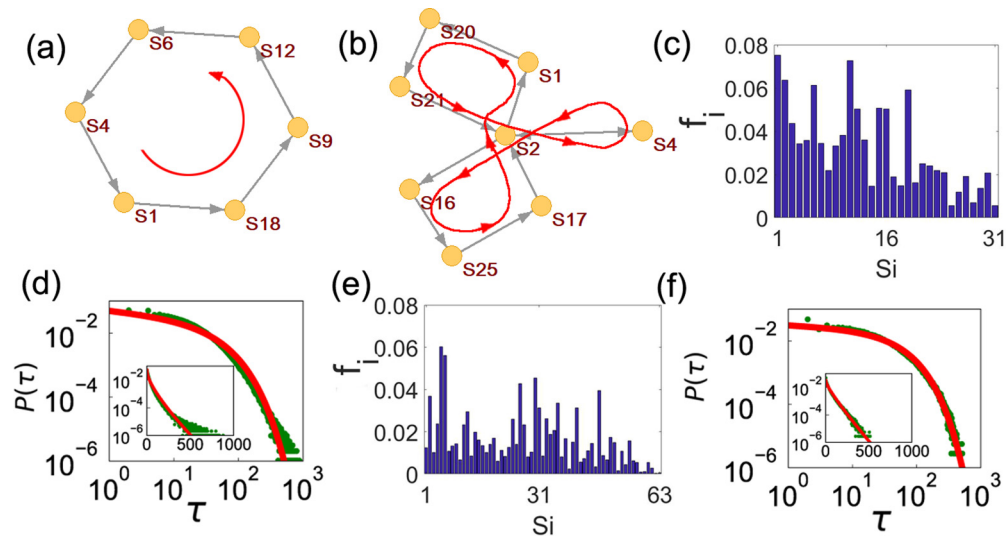 (a)
S6
S12
S4
S9
S1
S18
(b)
S20
S1
S21
S2
S4
S16
S17
S25
(c)
0.08
0.06
0.04
0.02
0
f_i
1 16 31
Si
(d)
10^-2
10^-4
10^-6
P(τ)
10^-2
10^-4
10^-6
0 500 1000
10^0 10^1 10^2 10^3
τ
(e)
0.08
0.06
0.04
0.02
0
f_i
1 31 63
Si
(f)
10^-2
10^-4
10^-6
P(τ)
10^-2
10^-4
10^-6
0 500 1000
10^0 10^1 10^2 10^3
τ